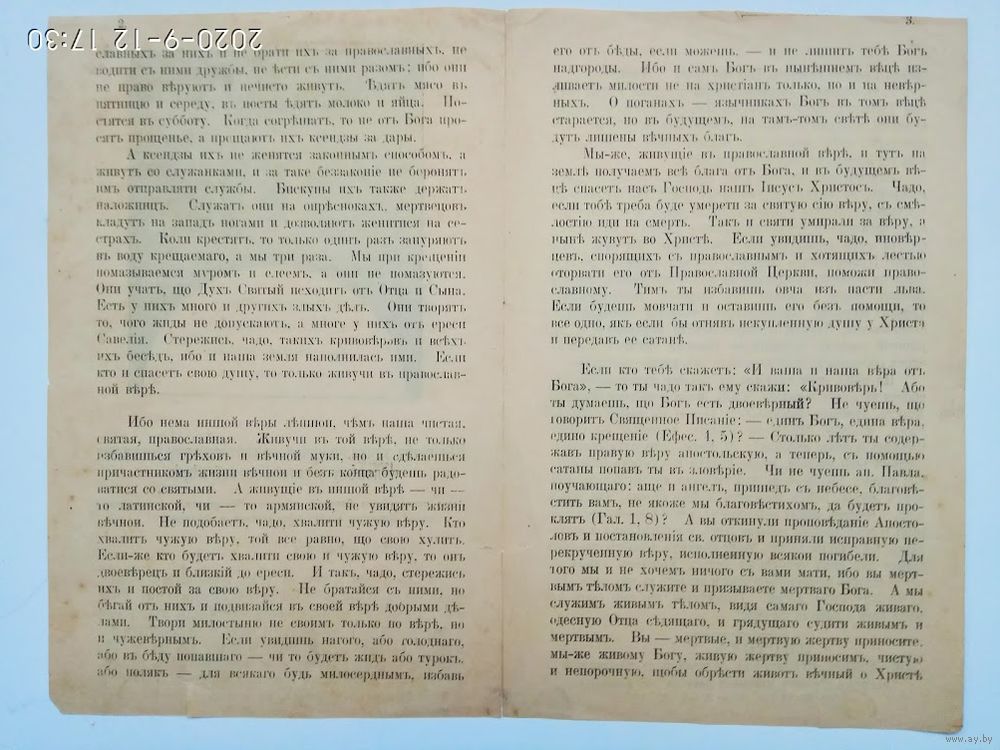 2.
2020-9-12 17:30
славныхъ за нихъ и не брати ихъ за православныхъ, не
водити съ ними дружбы, не ѣсти съ ними разомъ; ибо они
не право вѣруютъ и нечисто живутъ. Ѣдятъ мясо въ
пятницю и середу, въ посты ѣдятъ молоко и яйца. По-
стятся въ субботу. Когда согрѣшатъ, то не отъ Бога про-
сятъ прощенье, а прощаютъ ихъ ксендзы за дары.
А ксендзы ихъ не женятся законнымъ способомъ, а
живутъ со служанками, и за таке беззаконіе не боронятъ
имъ отправляти службы. Бискупы ихъ также держатъ
наложницъ. Служатъ они на опрѣснокахъ, мертвецовъ
кладутъ на западъ ногами и дозволяютъ женитися на се-
страхъ. Коли крестятъ, то только одинъ разъ занурюютъ
въ воду крещаемаго, а мы три раза. Мы при крещеніи
помазываемся муромъ и елеемъ, а они не помазуются.
Они учатъ, що Духъ Святый исходитъ отъ Отца и Сына.
Есть у нихъ много и другихъ злыхъ дѣлъ. Они творятъ
то, чого жиды не допускаютъ, а многе у нихъ отъ ереси
Савелія. Стережись, чадо, такихъ кривовѣровъ и всѣхъ
ихъ бесѣдъ, ибо и наша земля наполнилась ими. Если
кто и спасетъ свою душу, то только живучи въ православ-
ной вѣрѣ.
Ибо нема иншой вѣры лѣпшои, чѣмъ наша чистая,
святая, православная. Живучи въ той вѣрѣ, не только
избавишься грѣховъ и вѣчной муки, но и сдѣлаешься
причастникомъ жизни вѣчнои и безъ конца будешь радо-
ватися со святыми. А живущіе въ иншой вѣрѣ — чи —
то латинской, чи — то армянской, не увидятъ жизни
вѣчнои. Не подобаетъ, чадо, хвалити чужую вѣру. Кто
хвалитъ чужую вѣру, той все равно, що свою хулить.
Если-же кто будетъ хвалити свою и чужую вѣру, то онъ
двоевѣрецъ и близкій до ереси. И такъ, чадо, стережись
ихъ и постой за свою вѣру. Не братайся съ ними, но
бѣгай отъ нихъ и подвизайся въ своей вѣрѣ добрыми дѣ-
лами. Твори милостыню не своимъ только по вѣрѣ, но
и чужевѣрнымъ. Если увидишь нагого, або голоднаго,
або въ бѣду попавшаго — чи то будетъ жидъ або турокъ,
або полякъ — для всякаго будь милосерднымъ, избавь
3.
его отъ бѣды, если можешь, — и не лишитъ тебѣ Богъ
надгороды. Ибо и самъ Богъ въ нынѣшнемъ вѣцѣ из-
ливаетъ милости не на христіанъ только, но и на невѣр-
ныхъ. О поганахъ — язычникахъ Богъ въ томъ вѣцѣ
старается, но въ будущемъ, на тамъ-томъ свѣтѣ они бу-
дуть лишены вѣчныхъ благъ.
Мы-же, живущіе въ православной вѣрѣ, и тутъ на
землѣ получаемъ всѣ блага отъ Бога, и въ будущемъ вѣ-
цѣ спасетъ насъ Господь нашъ Іисусъ Христосъ. Чадо,
если тобѣ треба буде умерети за святую сію вѣру, съ смѣ-
лостію иди на смерть. Такъ и святи умирали за вѣру, а
нынѣ живутъ во Христѣ. Если увидишь, чадо, иновѣр-
цевъ, спорящихъ съ православнымъ и хотящихъ лестью
оторвати его отъ Православной Церкви, поможи право-
славному. Тимъ ты избавишь овча изъ пасти льва.
Если будешь мовчати и оставишь его безъ помощи, то
все одно, якъ если бы отнявъ искупленную душу у Христа
и передавъ ее сатанѣ.
Если кто тебѣ скажетъ: «И ваша и наша вѣра отъ
Бога», — то ты чадо такъ ему скажи: «Кривовѣръ! Або
ты думаешь, що Богъ есть двоевѣрный? Не чуешь, що
говоритъ Священное Писаніе: — единъ Богъ, едина вѣра,
едино крещеніе (Ефес. 4, 5)? — Столько лѣтъ ты содер-
жавъ правую вѣру апостольскую, а теперь, съ помощью
сатаны попавъ ты въ зловѣріе. Чи не чуешь ап. Павла,
поучающаго: аще и ангелъ, пришедъ съ небесе, благовѣ-
стить вамъ, не якоже мы благовѣстихомъ, да будетъ про-
клятъ (Гал. 1, 8)? А вы откинули проповѣданіе Апосто-
ловъ и постановленія св. отцовъ и приняли исправную не-
рекрученную вѣру, исполненную всякои погибели. Для
того мы и не хочемъ ничого съ вами мати, ибо вы мерт-
вымъ тѣломъ служите и призываете мертваго Бога. А мы
служимъ живымъ тѣломъ, видя самаго Господа живаго,
одесную Отца сѣдящаго, и грядущаго судити живымъ и
мертвымъ. Вы — мертвые, и мертвую жертву приносите,
мы-же живому Богу, живую жертву приносимъ, чистую
и непорочную, щобы обрѣсти животъ вѣчный о Христѣ
www.ay.by